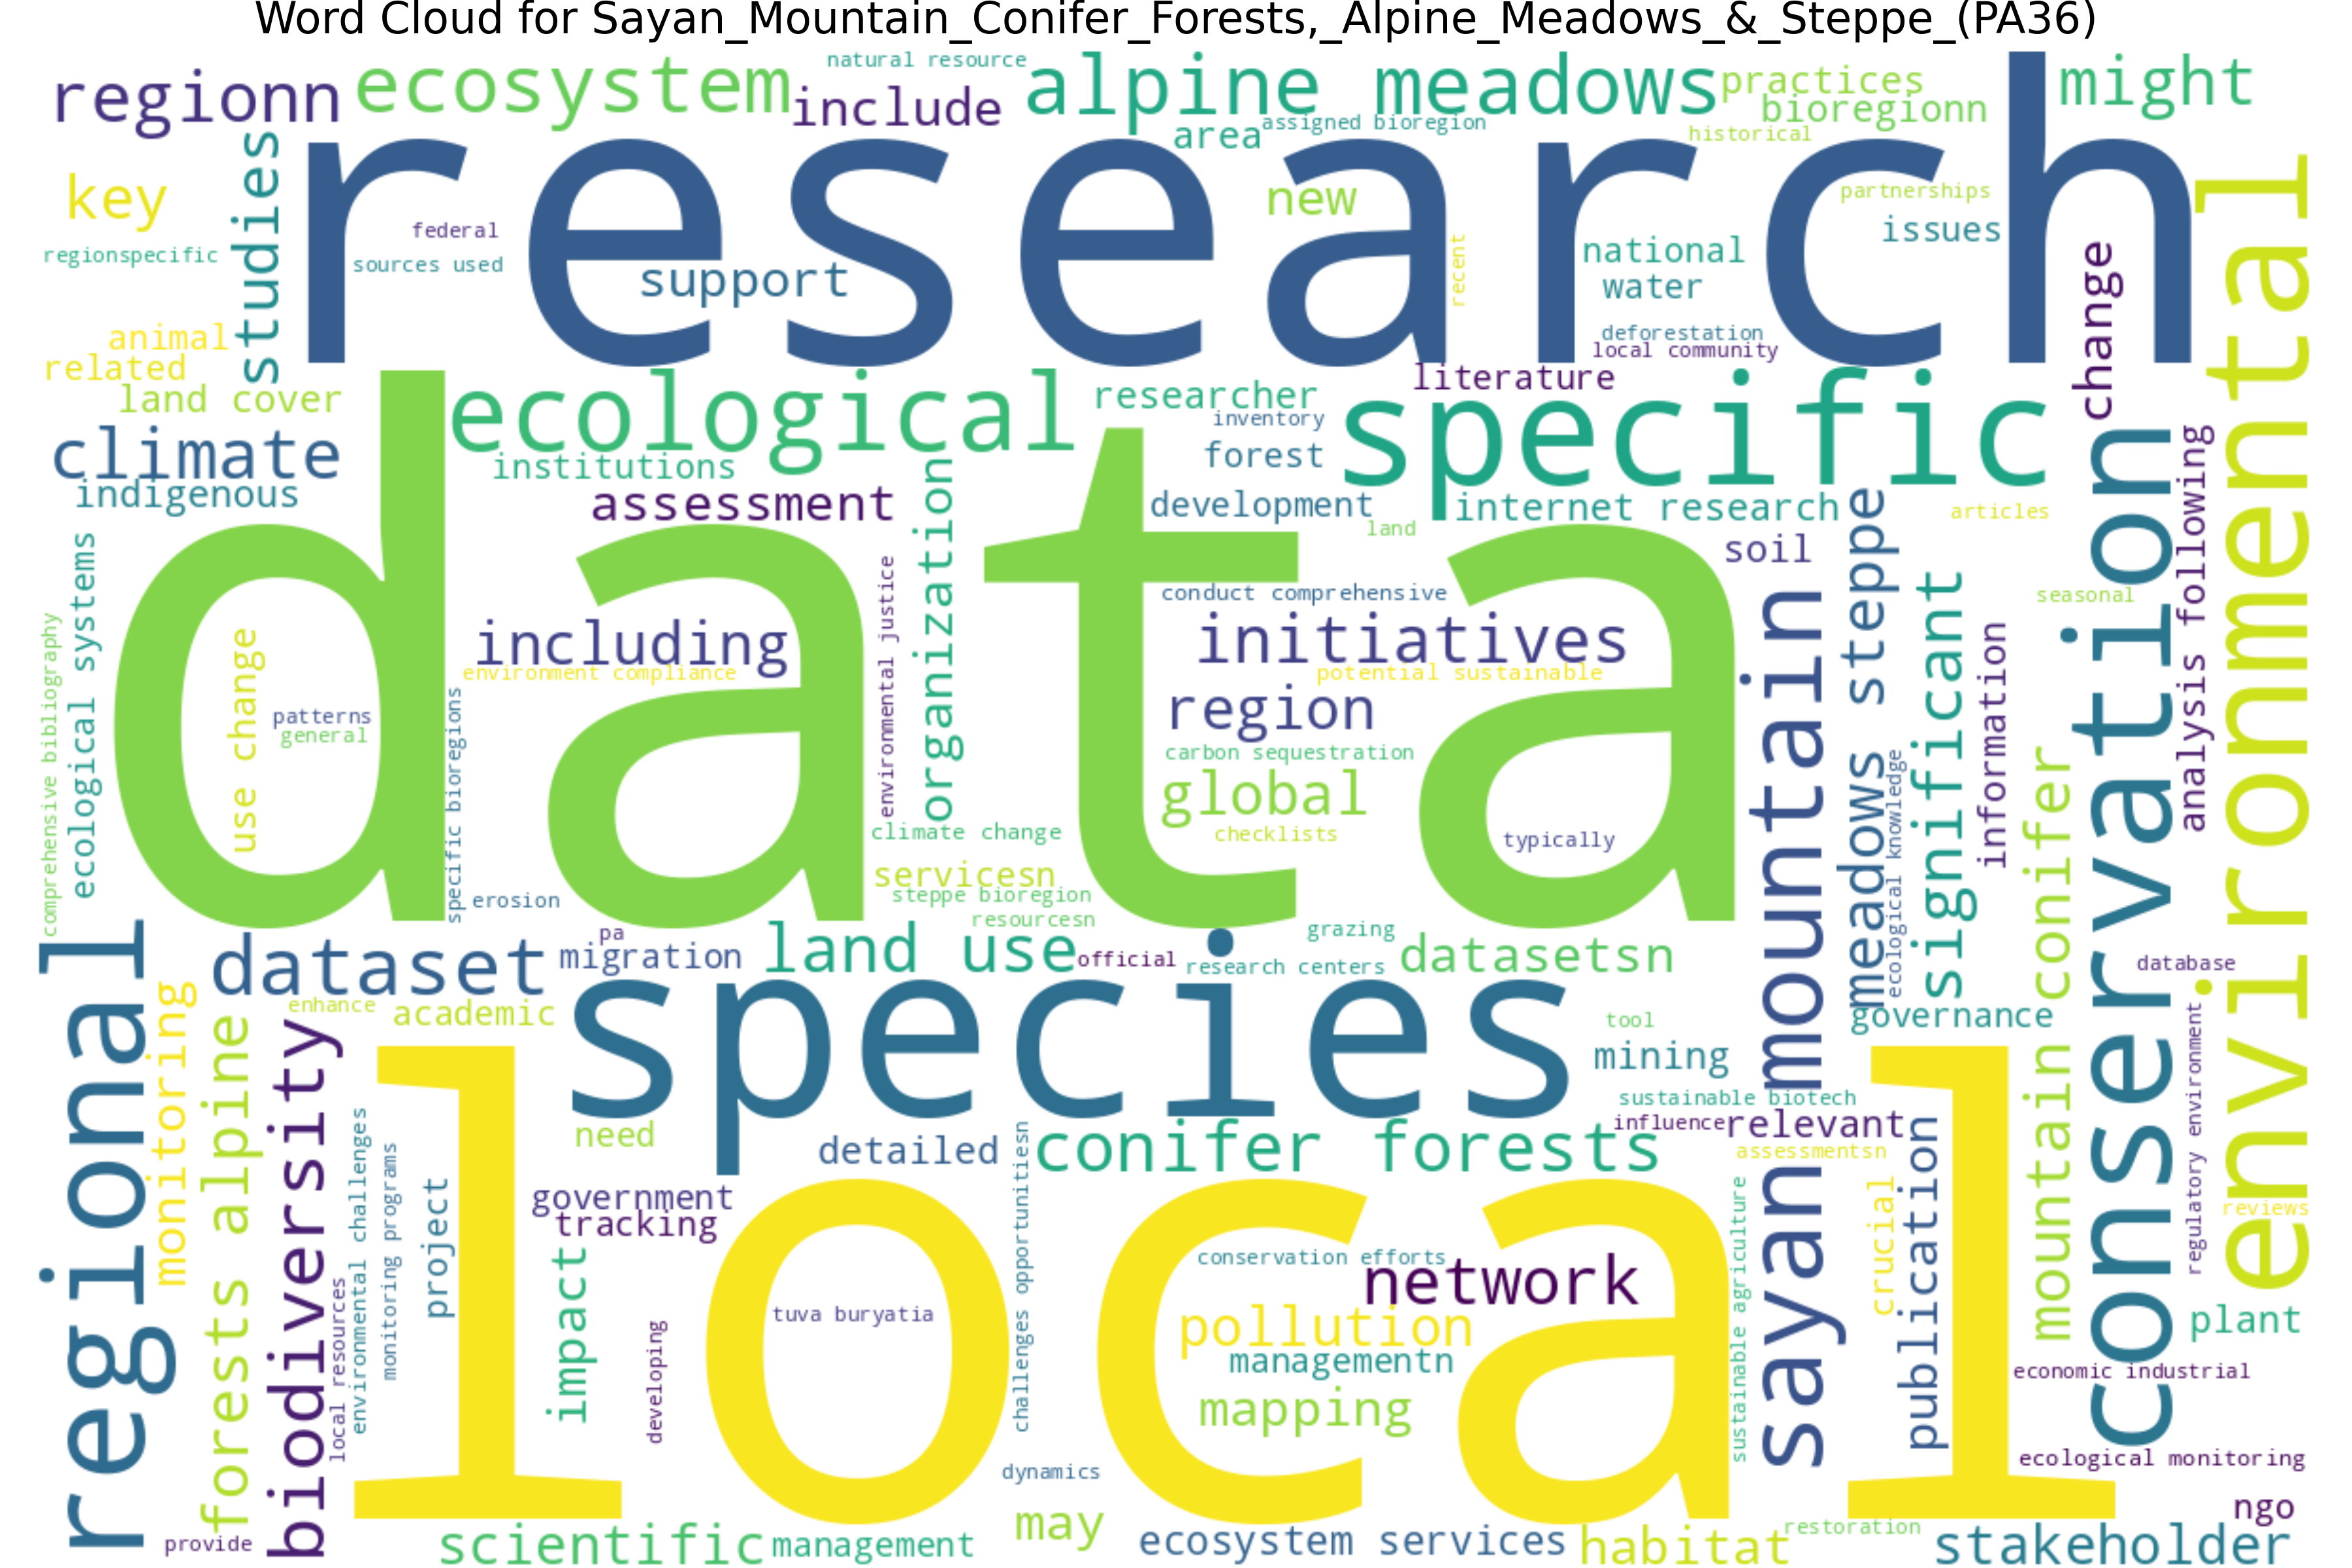 Word Cloud for Sayan_Mountain_Conifer_Forests,_Alpine_Meadows_&_Steppe_(PA36)
natural resource
regionn
ecosystem
include
alpine meadows
practices
bioregionn
might
area
assigned bioregion
historical
research
studies
key
new
partnerships
issues
federal
regionspecific
sources used
support
recent
national
water
change
environmental
animal
related
deforestation
local community
land cover
ecological
researcher
literature
specific
inventory
climate
institutions
forest
indigenous
assessment
organization
development
internet research
articles
land
data
soil
meadows steppe
conservation
analysis following
ecological systems
environmental justice
conduct comprehensive
seasonal
comprehensive bibliography
use change
including
initiatives
mountain
significant
information
environment compliance
potential sustainable
patterns
general
specific bioregions
region
carbon sequestration
global
ecological knowledge
mountain conifer
climate change
checklists
typically
servicesn
steppe bioregion
erosion
resourcesn
regional
pa
dataset
migration
land use
official
grazing
research centers
datasetsn
database
monitoring
enhance
academic
species
tool
governance
regulatory environment
forests alpine
biodiversity
mining
local
sustainable biotech
need
detailed
conifer forests
influence
relevant
assessmentsn
environmental challenges
monitoring programs
project
challenges opportunitiesn
sayan
crucial
publication
government
tracking
sustainable agriculture
reviews
impact
conservation efforts
network
local resources
tuva buryatia
pollution
plant
developing
managementn
economic industrial
mapping
dynamics
ecological monitoring
may
ngo
provide
scientific
management
ecosystem services
habitat
restoration
stakeholder